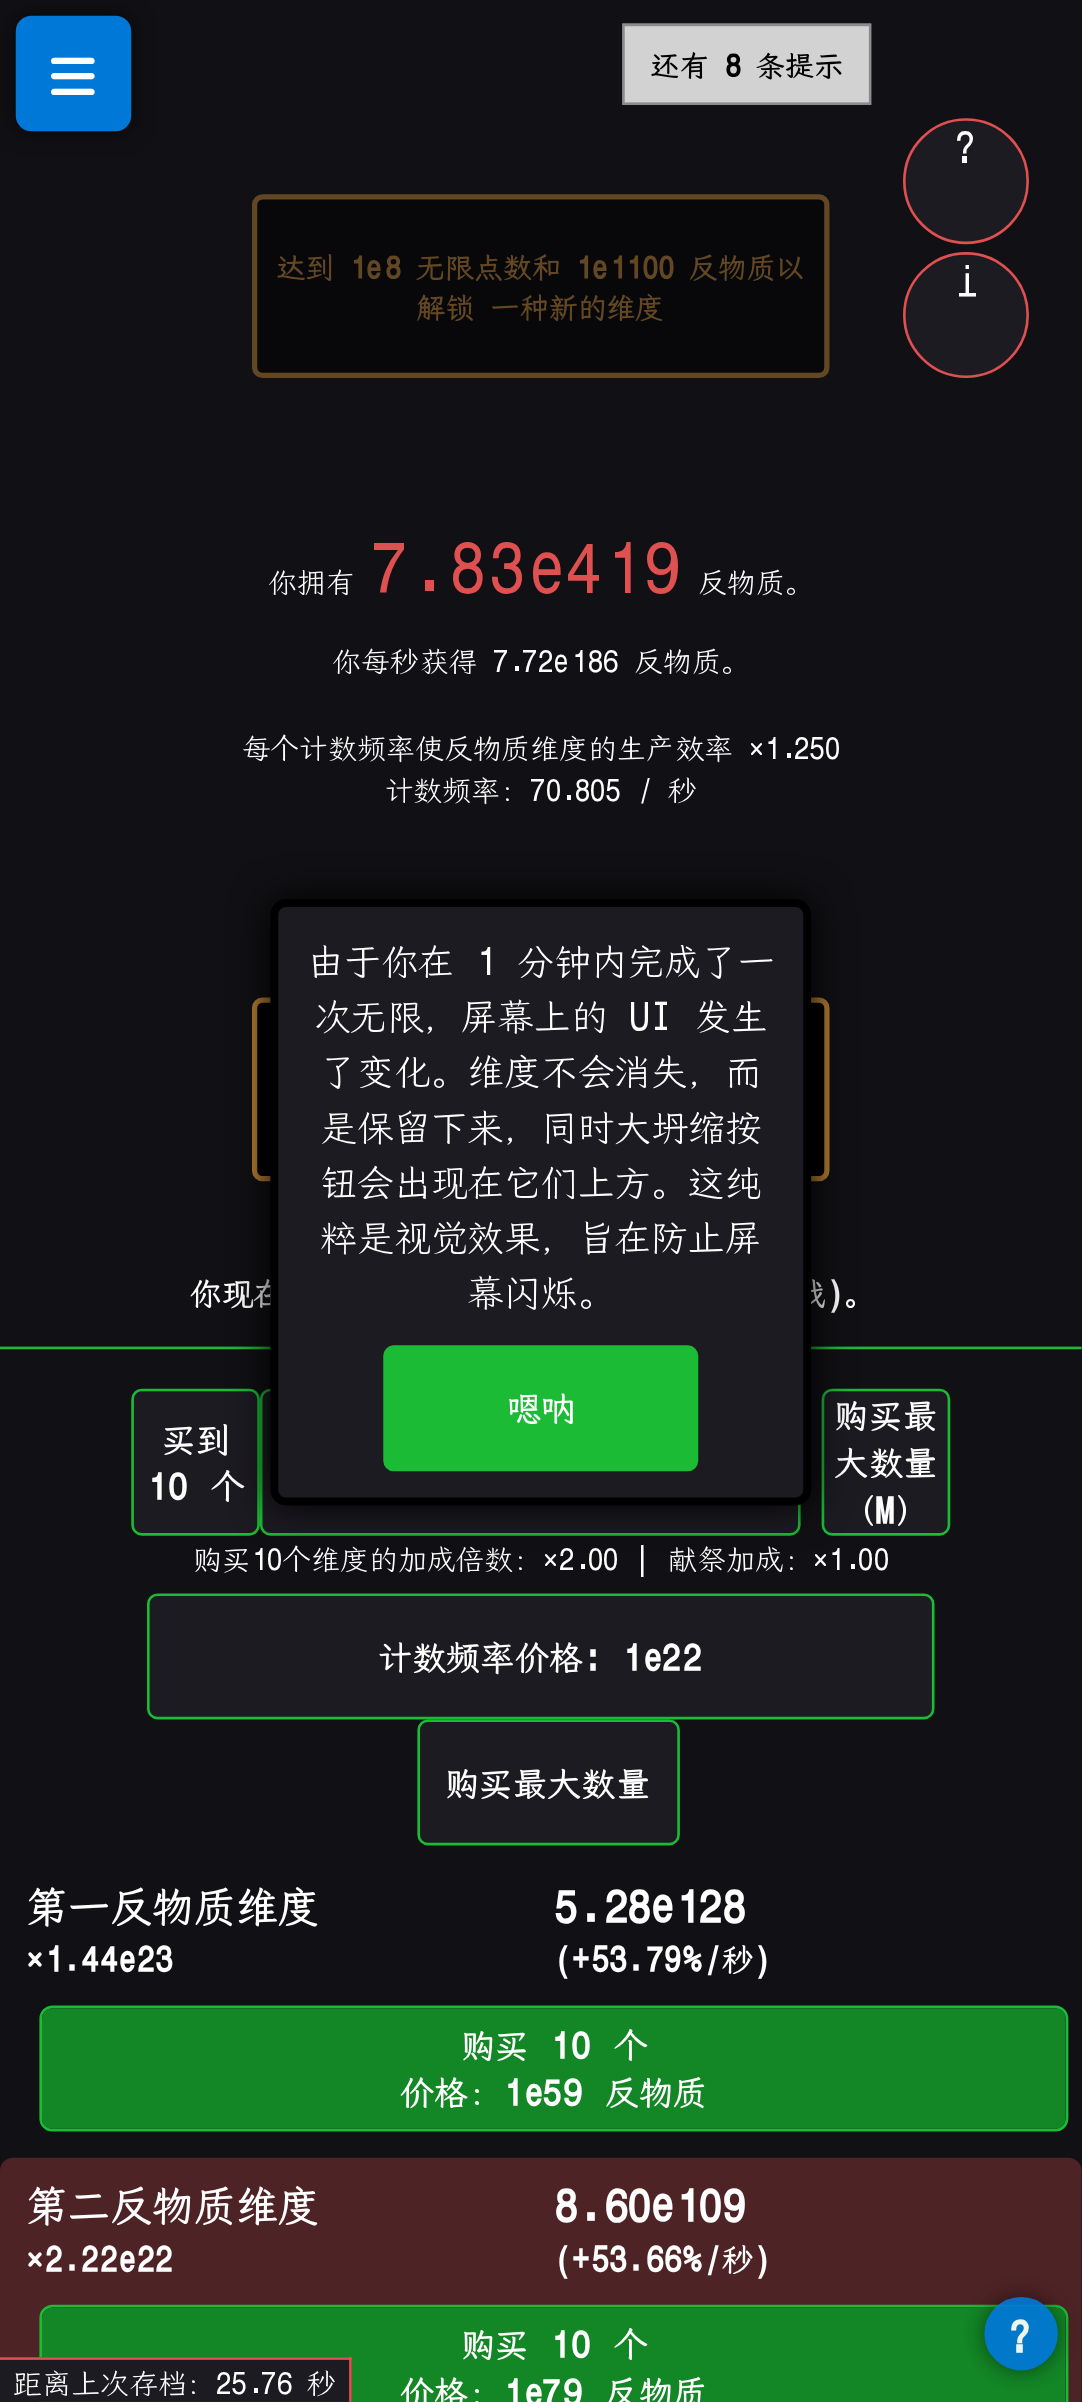 还有 8 条提示
?
i
达到 1e8 无限点数和 1e1100 反物质以
解锁 一种新的维度
你拥有 7.83e419 反物质。
你每秒获得 7.72e186 反物质。
每个计数频率使反物质维度的生产效率 ×1.250
计数频率: 70.805 / 秒
由于你在 1 分钟内完成了一
次无限, 屏幕上的 UI 发生
了变化。维度不会消失, 而
是保留下来, 同时大坍缩按
钮会出现在它们上方。这纯
粹是视觉效果, 旨在防止屏
幕闪烁。
嗯呐
你现在
)。
买到
10 个
购买最
大数量
(M)
购买10个维度的加成倍数: ×2.00 | 献祭加成: ×1.00
计数频率价格: 1e22
购买最大数量
第一反物质维度 5.28e128
×1.44e23 (+53.79%/秒)
购买 10 个
价格: 1e59 反物质
第二反物质维度 8.60e109
×2.22e22 (+53.66%/秒)
购买 10 个
价格: 1e79 反物质
?
距离上次存档: 25.76 秒